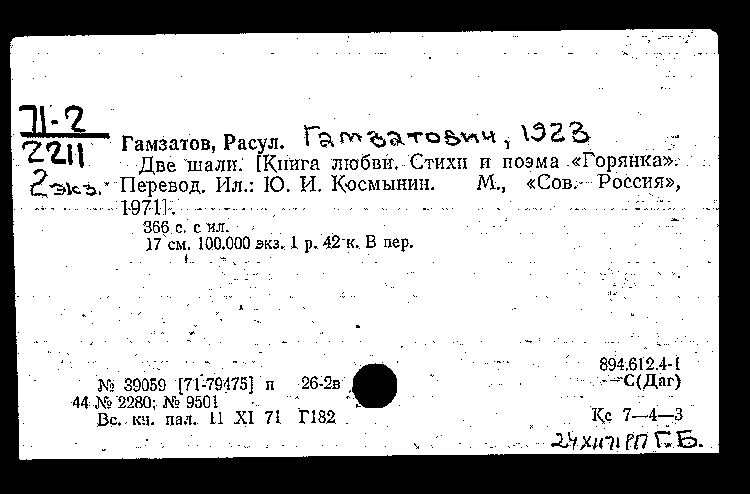 71-2
2211
2 экз.
Гамзатов, Расул. Гамзатович, 1923
Две шали. [Книга любви. Стихи и поэма «Горянка».
Перевод. Ил.: Ю. И. Космынин. М., «Сов. Россия»,
1971].
366 с. с ил.
17 см. 100.000 экз. 1 р. 42 к. В пер.
894.612.4-1
№ 39059 [71-79475] п 26-2в С(Даг)
44 № 2280; № 9501
Вс. кн. пал. 11 XI 71 Г182 Кс 7—4—3
24XII71 РП Г.Б.